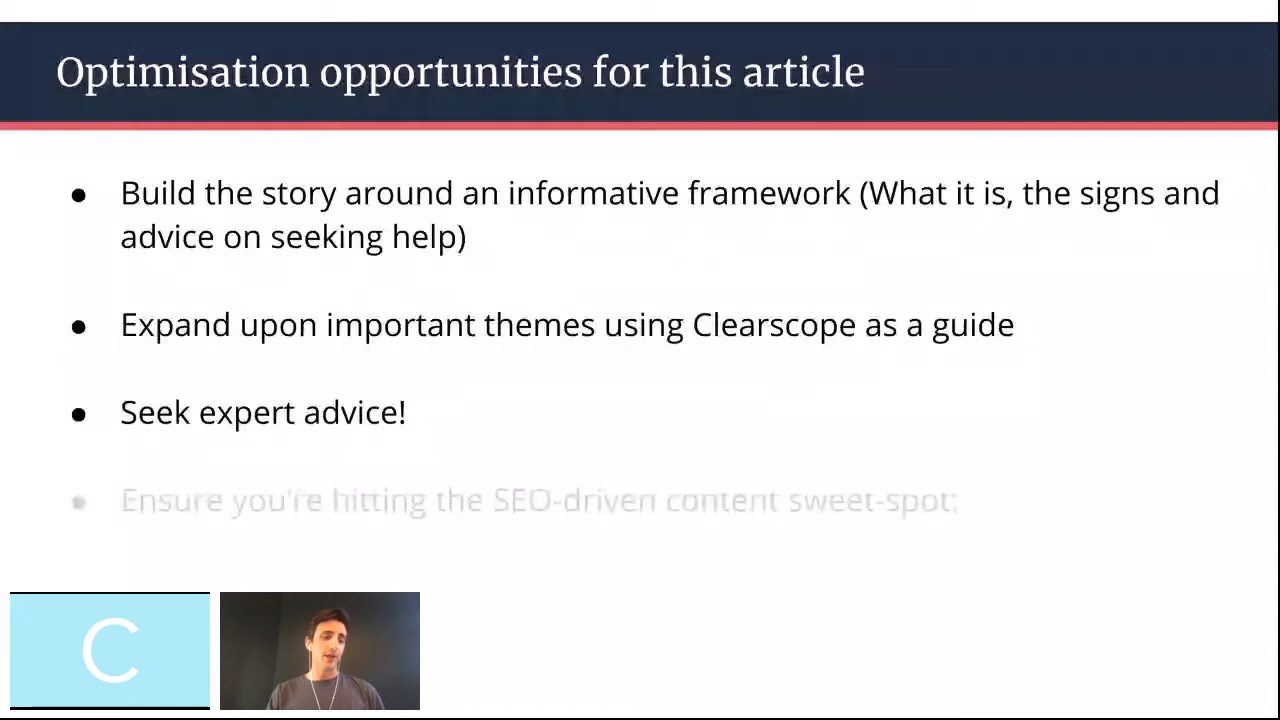 Optimisation opportunities for this article
● Build the story around an informative framework (What it is, the signs and
advice on seeking help)
● Expand upon important themes using Clearscope as a guide
● Seek expert advice!
● Ensure you're hitting the SEO-driven content sweet-spot;
C